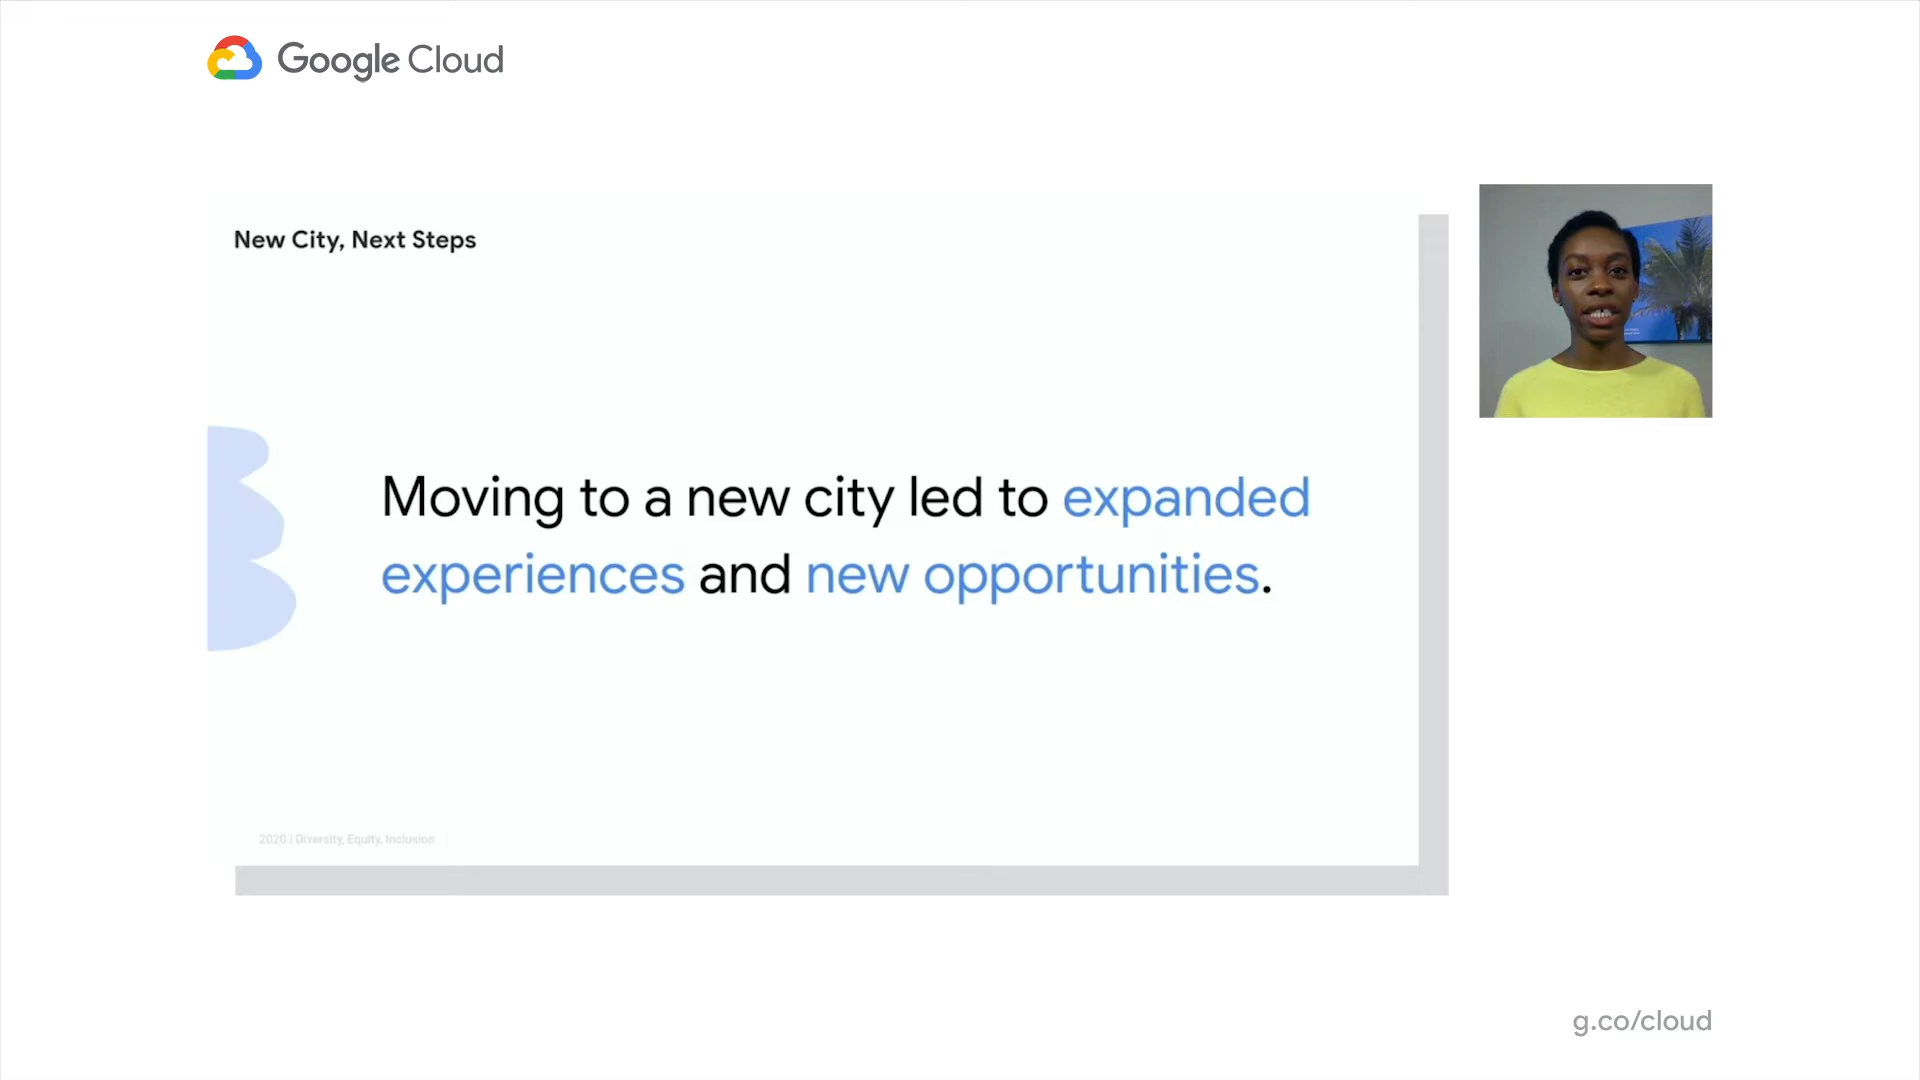 Google Cloud
New City, Next Steps
Moving to a new city led to expanded
experiences and new opportunities.
2020 | Diversity, Equity, Inclusion
g.co/cloud